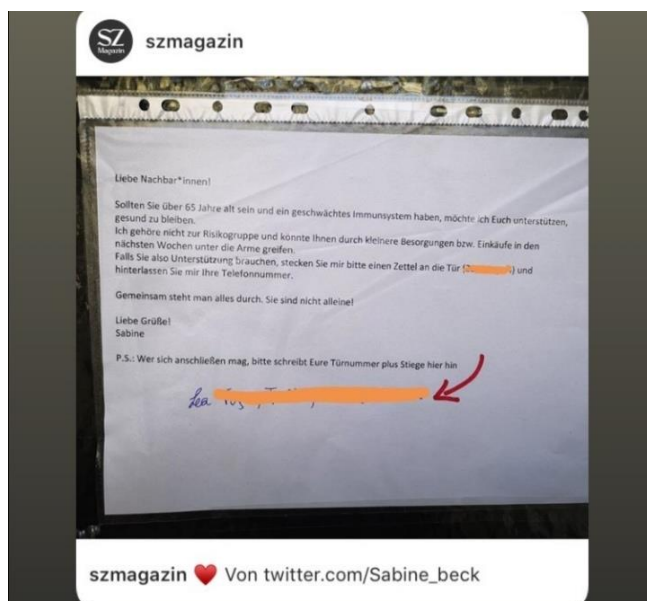 SZ
Magazin
szmagazin
Liebe Nachbar*innen!
Sollten Sie über 65 Jahre alt sein und ein geschwächtes Immunsystem haben, möchte ich Euch unterstützen,
gesund zu bleiben.
Ich gehöre nicht zur Risikogruppe und könnte Ihnen durch kleinere Besorgungen bzw. Einkäufe in den
nächsten Wochen unter die Arme greifen.
Falls Sie also Unterstützung brauchen, stecken Sie mir bitte einen Zettel an die Tür ( ) und
hinterlassen Sie mir Ihre Telefonnummer.
Gemeinsam steht man alles durch. Sie sind nicht alleine!
Liebe Grüße!
Sabine
P.S.: Wer sich anschließen mag, bitte schreibt Eure Türnummer plus Stiege hier hin
Lea
szmagazin ♥ Von twitter.com/Sabine_beck